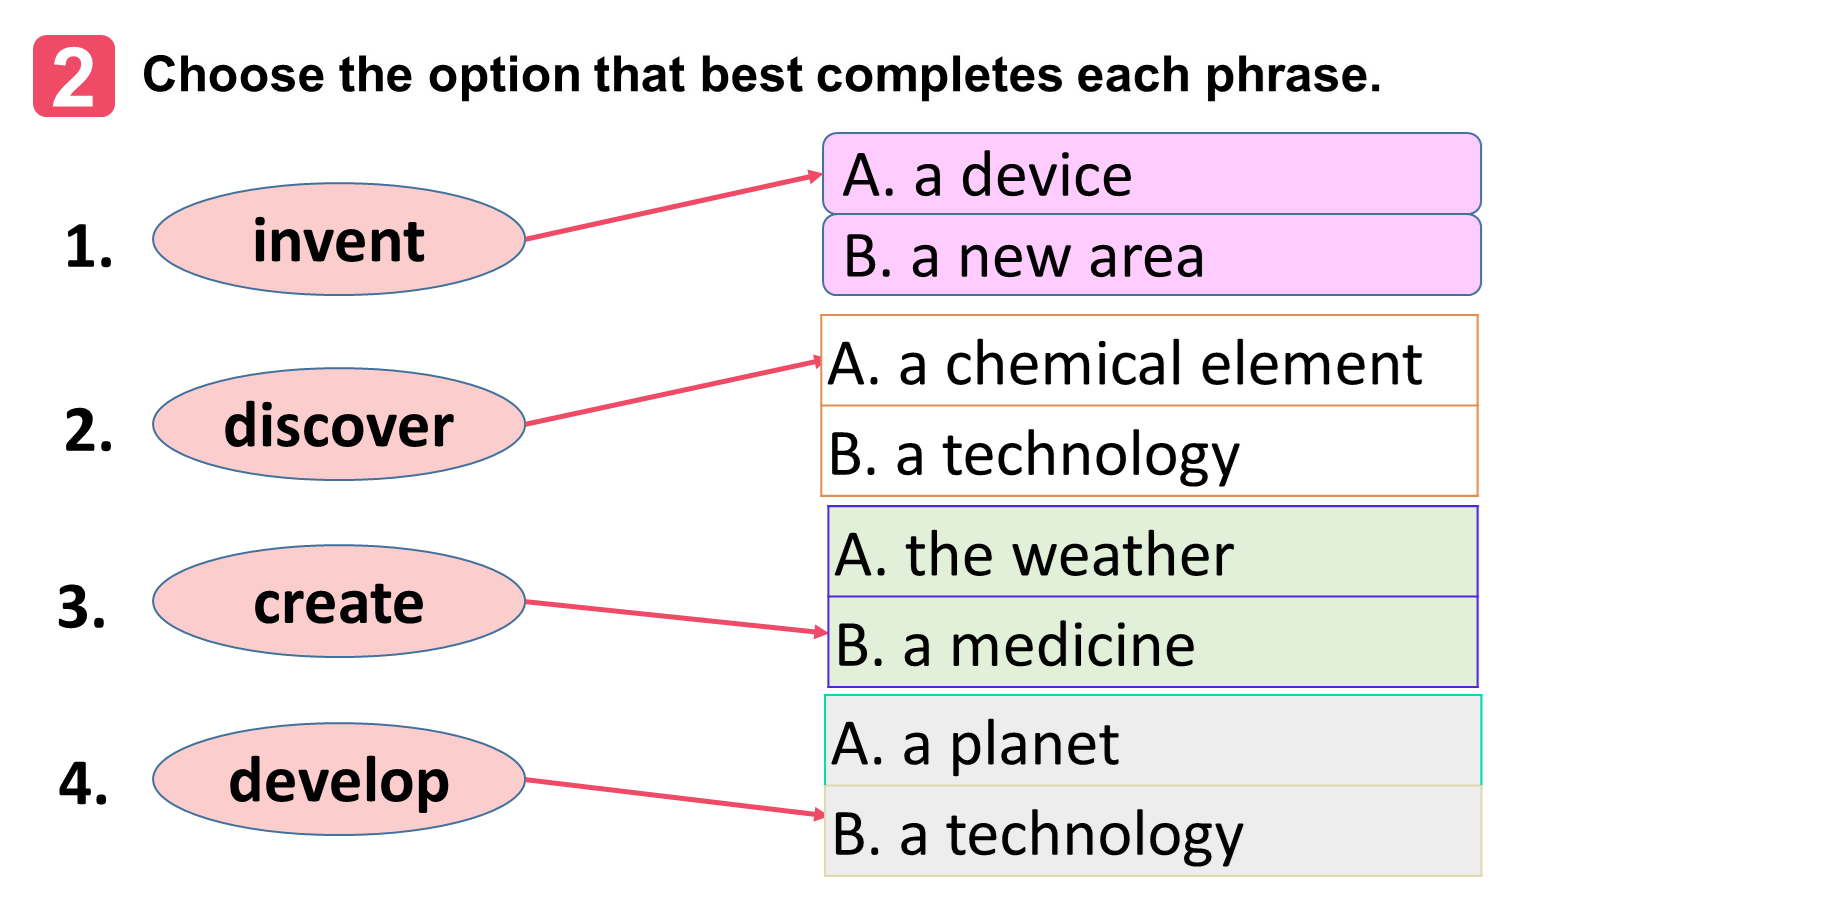 2 Choose the option that best completes each phrase.
1. invent
A. a device
B. a new area
2. discover
A. a chemical element
B. a technology
3. create
A. the weather
B. a medicine
4. develop
A. a planet
B. a technology